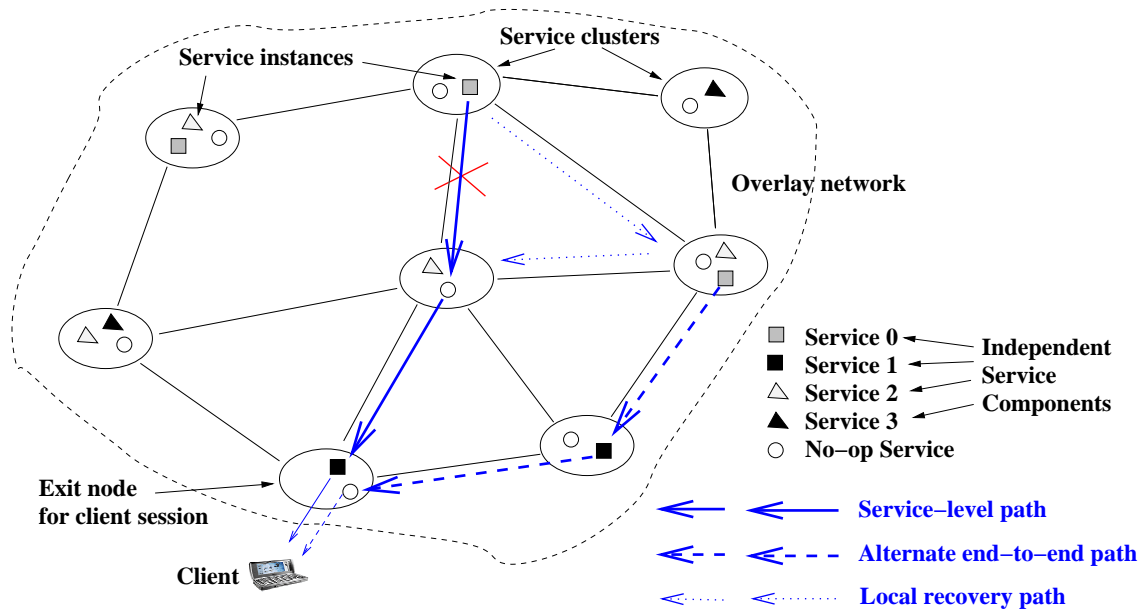 Service clusters
Service instances
Overlay network
Service 0
Service 1
Service 2
Service 3
No−op Service
Independent
Service
Components
Exit node
for client session
Client
Service−level path
Alternate end−to−end path
Local recovery path